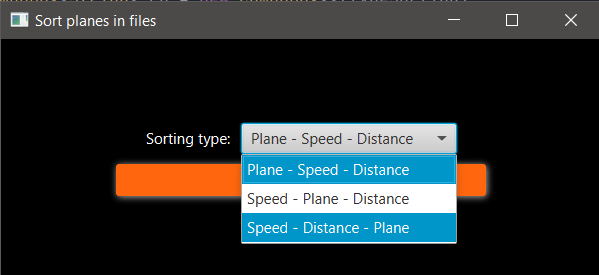 Sort planes in files
Sorting type: Plane - Speed - Distance
Plane - Speed - Distance
Speed - Plane - Distance
Speed - Distance - Plane